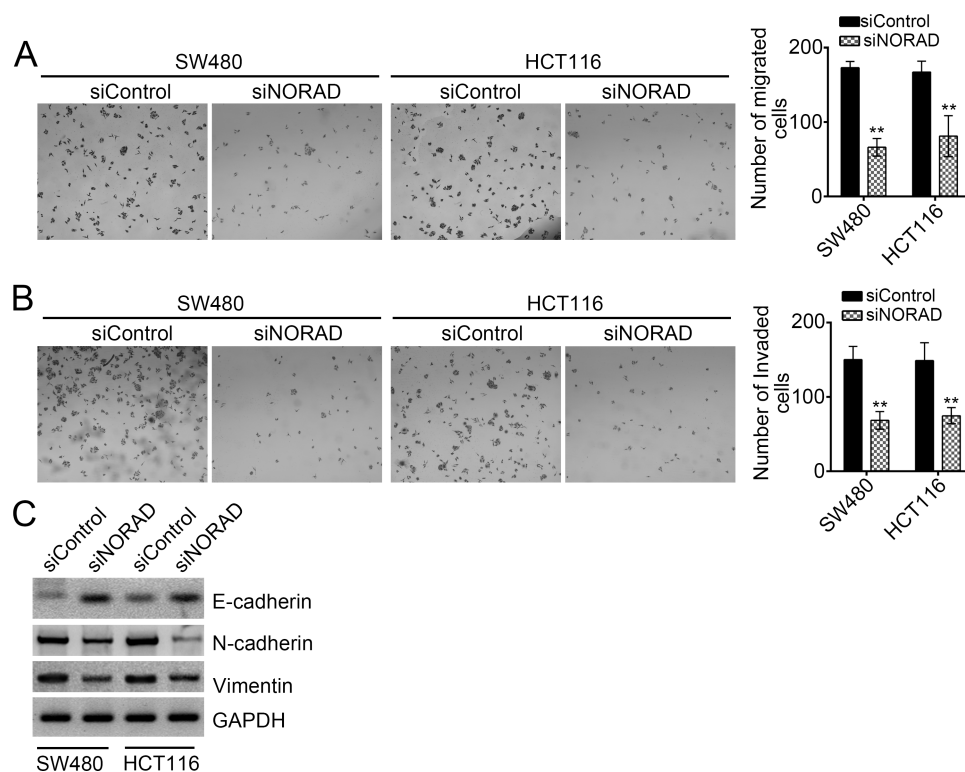 A
SW480
HCT116
siControl
siNORAD
siControl
siNORAD
siControl
siNORAD
Number of migrated
cells
200
100
0
**
**
SW480
HCT116
B
SW480
HCT116
siControl
siNORAD
siControl
siNORAD
siControl
siNORAD
Number of Invaded
cells
200
100
0
**
**
SW480
HCT116
C
siControl
siNORAD
siControl
siNORAD
E-cadherin
N-cadherin
Vimentin
GAPDH
SW480
HCT116